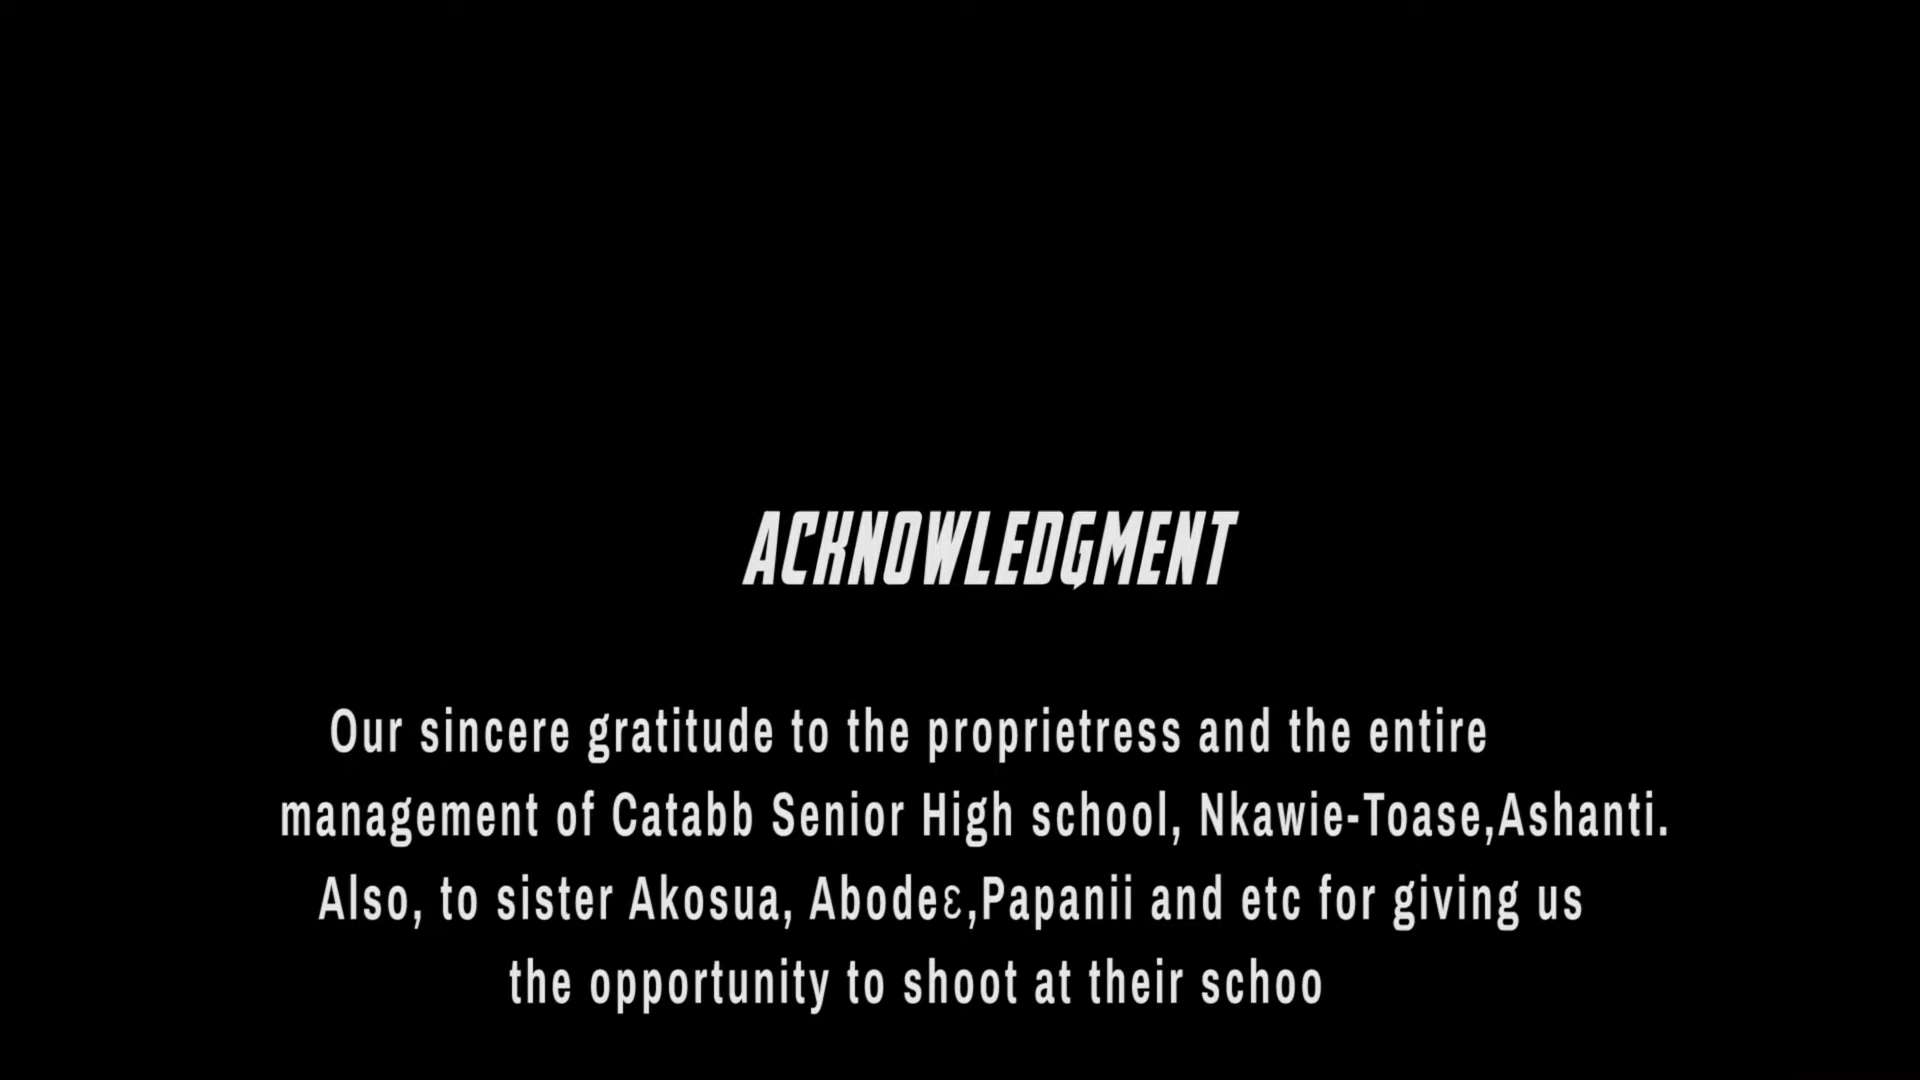 ACKNOWLEDGMENT
Our sincere gratitude to the proprietress and the entire
management of Catabb Senior High school, Nkawie-Toase,Ashanti.
Also, to sister Akosua, Abodeɛ,Papanii and etc for giving us
the opportunity to shoot at their schoo